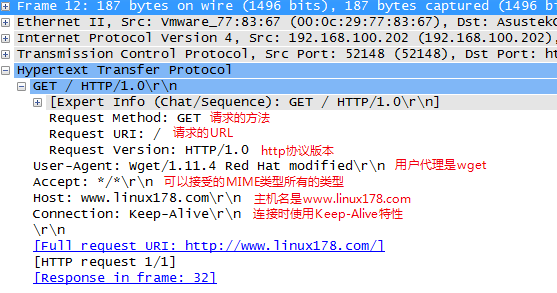 Frame 12: 187 bytes on wire (1496 bits), 187 bytes captured (1496 bits)
Ethernet II, Src: Vmware_77:83:67 (00:0c:29:77:83:67), Dst: Asustek
Internet Protocol Version 4, Src: 192.168.100.202 (192.168.100.202),
Transmission Control Protocol, Src Port: 52148 (52148), Dst Port: ht
Hypertext Transfer Protocol
GET / HTTP/1.0\r\n
[Expert Info (Chat/Sequence): GET / HTTP/1.0\r\n]
Request Method: GET 请求的方法
Request URI: / 请求的URL
Request Version: HTTP/1.0 http协议版本
User-Agent: Wget/1.11.4 Red Hat modified\r\n 用户代理是wget
Accept: */*\r\n 可以接受的MIME类型所有的类型
Host: www.linux178.com\r\n 主机名是www.linux178.com
Connection: Keep-Alive\r\n 连接时使用Keep-Alive特性
\r\n
[Full request URI: http://www.linux178.com/]
[HTTP request 1/1]
[Response in frame: 32]